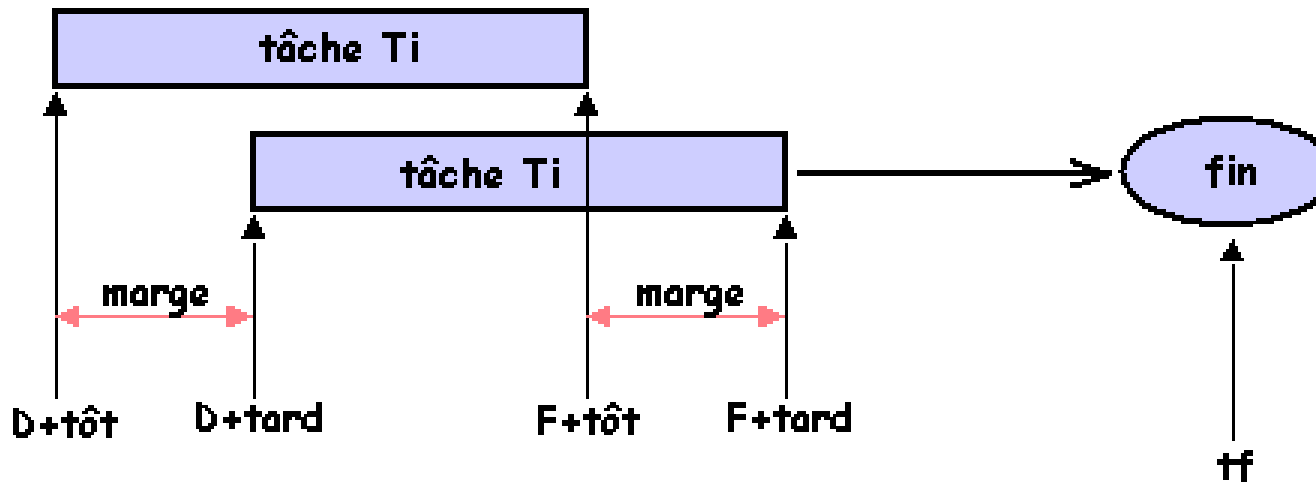 tâche Ti
tâche Ti
fin
marge
marge
D+tôt
D+tard
F+tôt
F+tard
tf